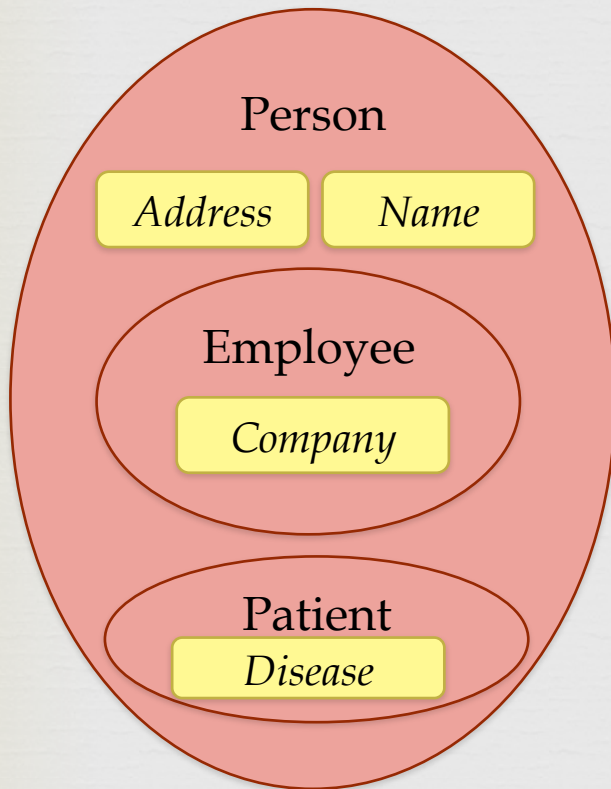 Person
Address Name
Employee
Company
Patient
Disease